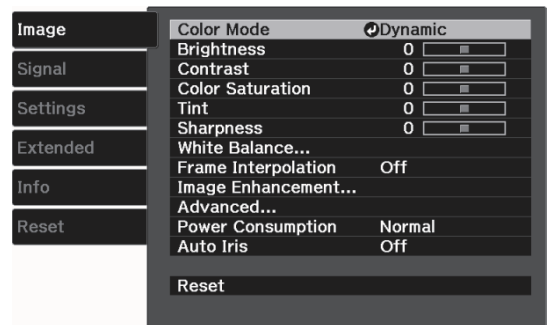 Image
Signal
Settings
Extended
Info
Reset
Color Mode Dynamic
Brightness 0
Contrast 0
Color Saturation 0
Tint 0
Sharpness 0
White Balance...
Frame Interpolation Off
Image Enhancement...
Advanced...
Power Consumption Normal
Auto Iris Off
Reset